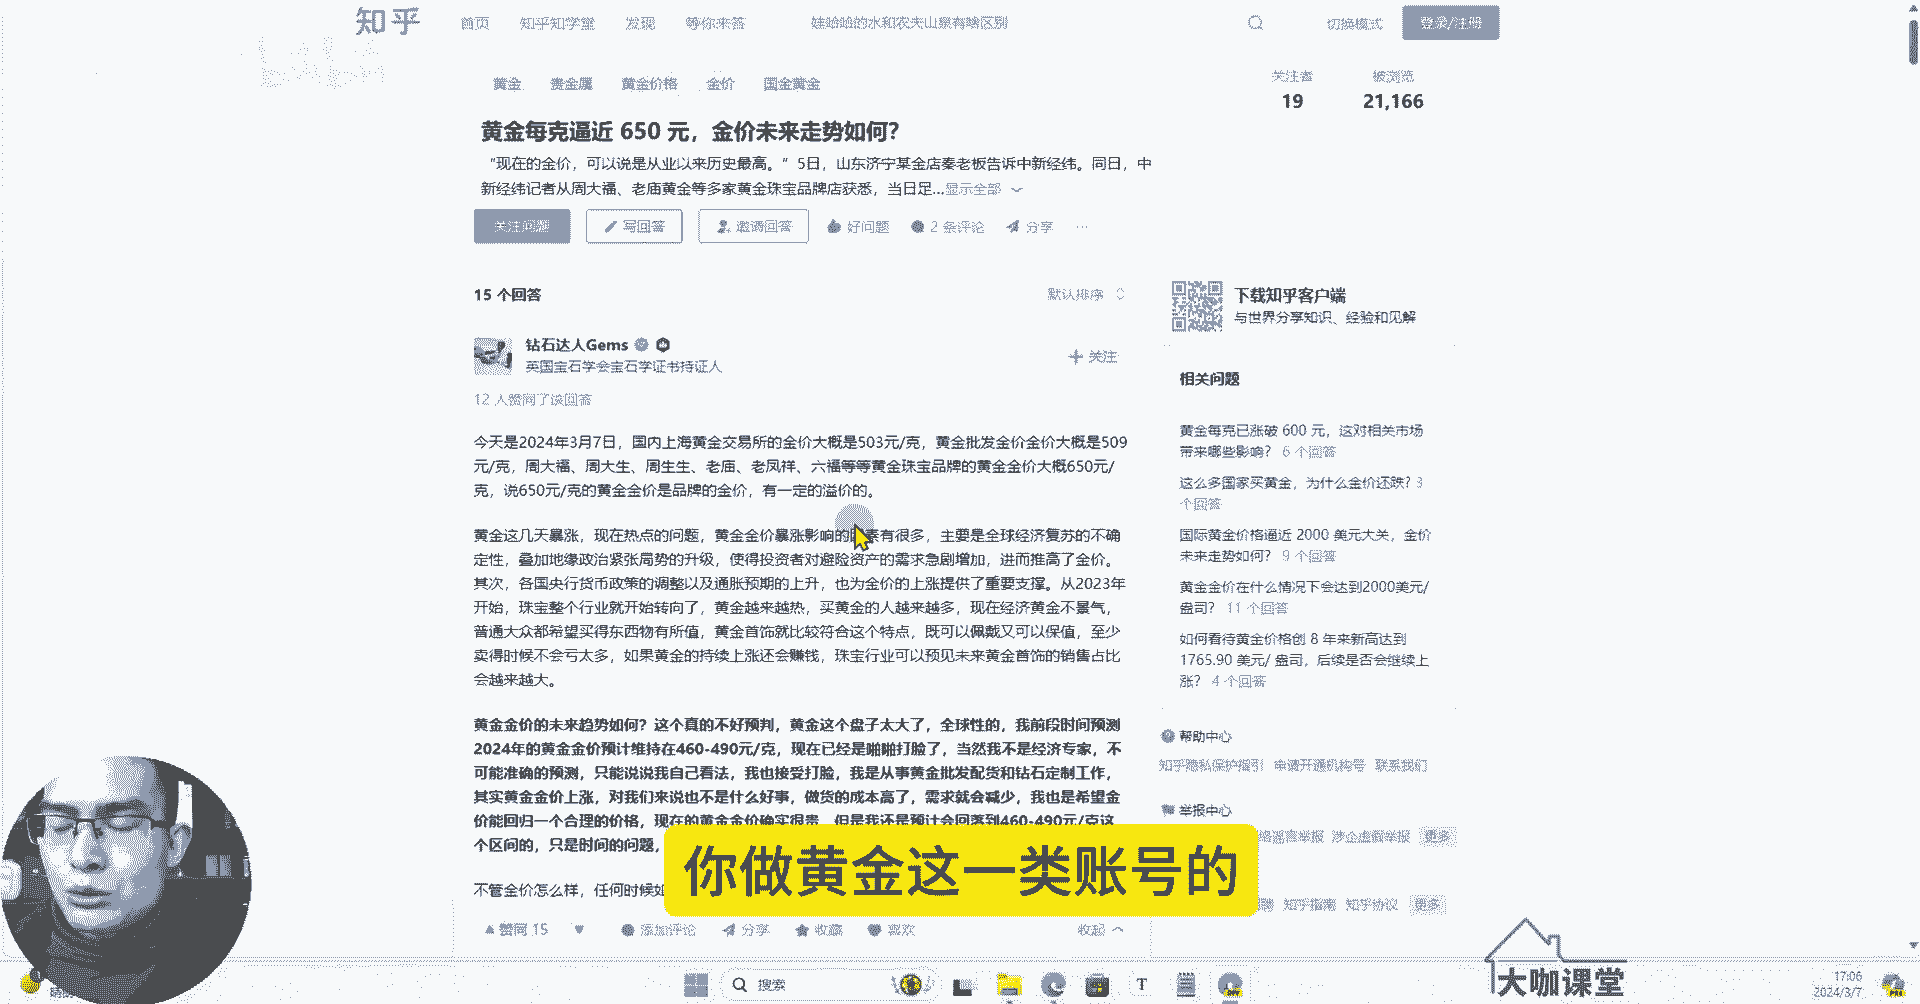 知乎
首页 知乎知学堂 发现 等你来答 娃哈哈的水和农夫山泉有啥区别 切换模式 登录/注册
黄金 贵金属 黄金价格 金价 国金黄金
关注者 被浏览
19 21,166
黄金每克逼近 650 元，金价未来走势如何？
“现在的金价，可以说是从业以来历史最高。”5日，山东济宁某金店秦老板告诉中新经纬。同日，中
新经纬记者从周大福、老庙黄金等多家黄金珠宝品牌店获悉，当日足...显示全部
关注问题 写回答 邀请回答 好问题 2 条评论 分享 ...
15 个回答
默认排序
钻石达人Gems
英国宝石学会宝石学证书持证人
关注
12 人赞同了该回答
今天是2024年3月7日，国内上海黄金交易所的金价大概是503元/克，黄金批发金价金价大概是509
元/克，周大福、周大生、周生生、老庙、老凤祥、六福等等黄金珠宝品牌的黄金金价大概650元/
克，说650元/克的黄金金价是品牌的金价，有一定的溢价的。
黄金这几天暴涨，现在热点的问题，黄金金价暴涨影响的因素有很多，主要是全球经济复苏的不确
定性，叠加地缘政治紧张局势的升级，使得投资者对避险资产的需求急剧增加，进而推高了金价。
其次，各国央行货币政策的调整以及通胀预期的上升，也为金价的上涨提供了重要支撑。从2023年
开始，珠宝整个行业就开始转向了，黄金越来越热，买黄金的人越来越多，现在经济黄金不景气，
普通大众都希望买得东西物有所值，黄金首饰就比较符合这个特点，既可以佩戴又可以保值，至少
卖得时候不会亏太多，如果黄金的持续上涨还会赚钱，珠宝行业可以预见未来黄金首饰的销售占比
会越来越大。
黄金金价的未来趋势如何？这个真的不好预判，黄金这个盘子太大了，全球性的，我前段时间预测
2024年的黄金金价预计维持在460-490元/克，现在已经是啪啪打脸了，当然我不是经济专家，不
可能准确的预测，只能说说我自己看法，我也接受打脸，我是从事黄金批发配货和钻石定制工作，
其实黄金金价上涨，对我们来说也不是什么好事，做货的成本高了，需求就会减少，我也是希望金
价能回归一个合理的价格，现在的黄金金价确实很贵，但是我还是预计会回落到460-490元/克这
个区间的，只是时间的问题，
不管金价怎么样，任何时候
赞同 15 添加评论 分享 收藏 喜欢 收起
下载知乎客户端
与世界分享知识、经验和见解
相关问题
黄金每克已涨破 600 元，这对相关市场
带来哪些影响？ 6 个回答
这么多国家买黄金，为什么金价还跌？3
个回答
国际黄金价格逼近 2000 美元大关，金价
未来走势如何？ 9 个回答
黄金金价在什么情况下会达到2000美元/
盎司？ 11 个回答
如何看待黄金价格创 8 年来新高达到
1765.90 美元/ 盎司，后续是否会继续上
涨？ 4 个回答
帮助中心
知乎隐私保护指引 申请开通机构号 联系我们
举报中心
谣言举报 涉企虚假举报 更多
知乎指南 知乎协议 更多
你做黄金这一类账号的
大咖课堂
搜索
17:06
2024/3/7